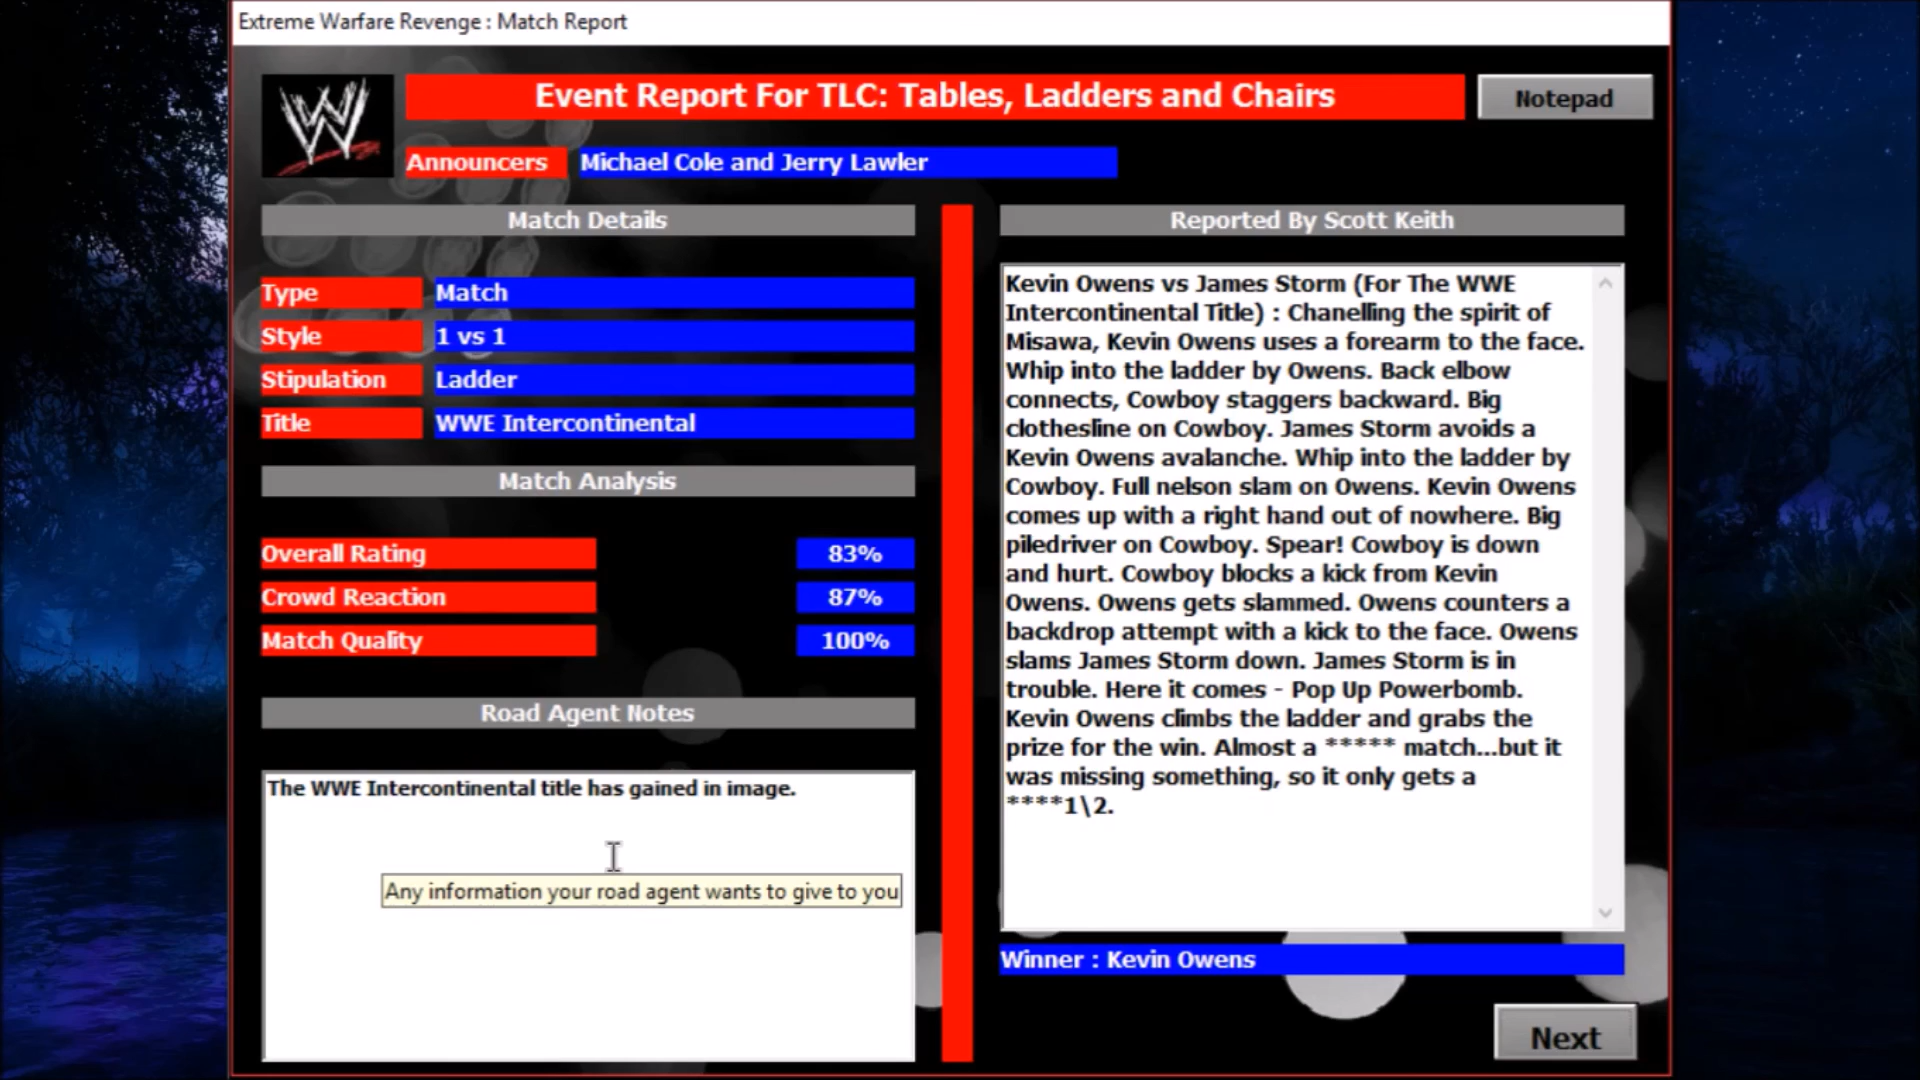 Extreme Warfare Revenge : Match Report
W
Event Report For TLC: Tables, Ladders and Chairs
Notepad
Announcers
Michael Cole and Jerry Lawler
Match Details
Type
Match
Style
1 vs 1
Stipulation
Ladder
Title
WWE Intercontinental
Match Analysis
Overall Rating
83%
Crowd Reaction
87%
Match Quality
100%
Road Agent Notes
The WWE Intercontinental title has gained in image.
Any information your road agent wants to give to you
Reported By Scott Keith
Kevin Owens vs James Storm (For The WWE
Intercontinental Title) : Chanelling the spirit of
Misawa, Kevin Owens uses a forearm to the face.
Whip into the ladder by Owens. Back elbow
connects, Cowboy staggers backward. Big
clothesline on Cowboy. James Storm avoids a
Kevin Owens avalanche. Whip into the ladder by
Cowboy. Full nelson slam on Owens. Kevin Owens
comes up with a right hand out of nowhere. Big
piledriver on Cowboy. Spear! Cowboy is down
and hurt. Cowboy blocks a kick from Kevin
Owens. Owens gets slammed. Owens counters a
backdrop attempt with a kick to the face. Owens
slams James Storm down. James Storm is in
trouble. Here it comes - Pop Up Powerbomb.
Kevin Owens climbs the ladder and grabs the
prize for the win. Almost a ***** match...but it
was missing something, so it only gets a
****1\2.
Winner : Kevin Owens
Next